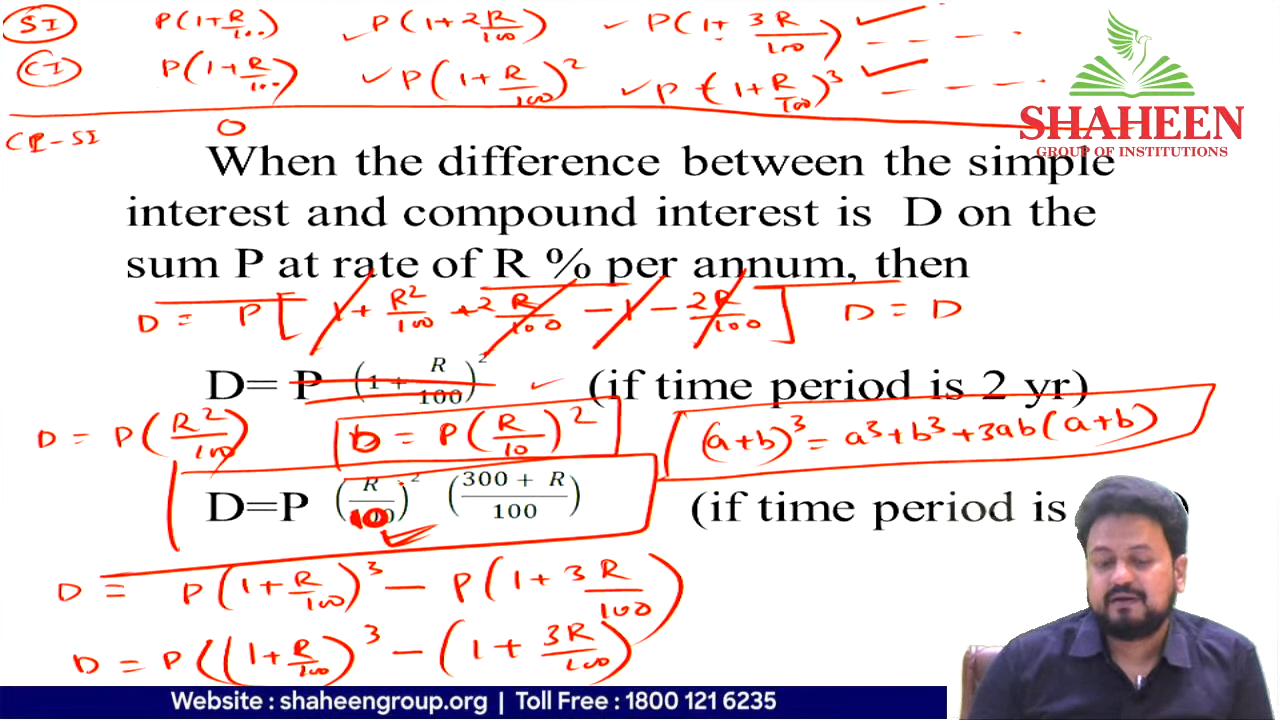 SI P(1+R/100) P(1+2R/100) P(1+3R/100) – – – .
CI P(1+R/100) P(1+R/100)² P(1+R/100)³ – – – .
CI-SI 0
SHAHEEN
GROUP OF INSTITUTIONS
When the difference between the simple
interest and compound interest is D on the
sum P at rate of R % per annum, then
D = P[1+R²/100+2R/100-1-2R/100] D = D
D= P (1 + R/100)² (if time period is 2 yr)
D = P(R²/100) D = P(R/10)² (a+b)³=a³+b³+3ab(a+b)
D=P (R/100)² (300 + R/100) (if time period is
D = P(1+R/100)³ - P(1+3R/100)
D = P((1+R/100)³ - (1+3R/100)
Website : shaheengroup.org | Toll Free : 1800 121 6235